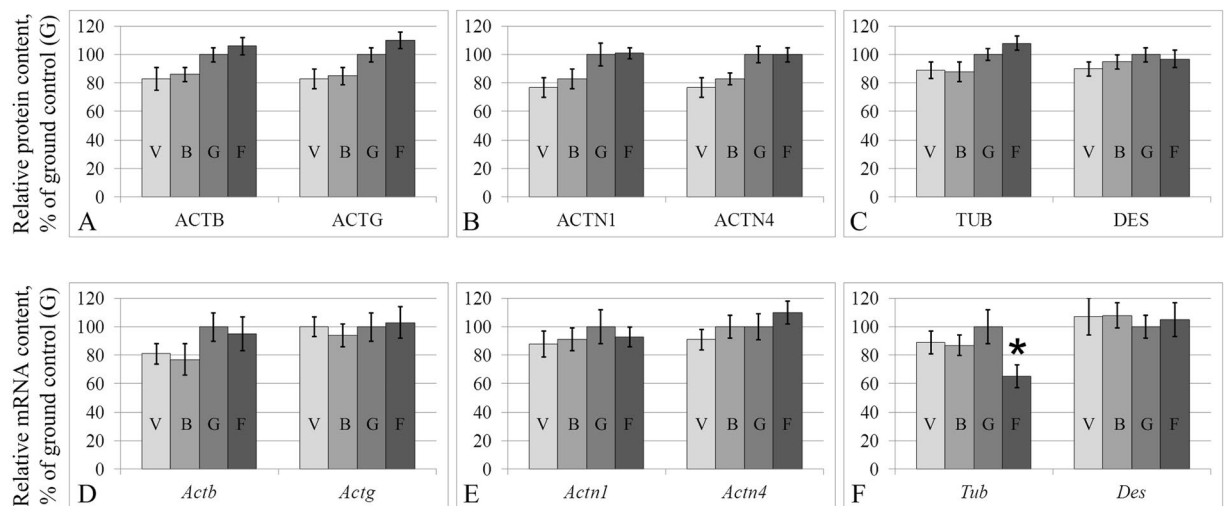 Relative protein content,
% of ground control (G)
120
100
80
60
40
20
0
V B G F V B G F
A ACTB ACTG
120
100
80
60
40
20
0
V B G F V B G F
B ACTN1 ACTN4
120
100
80
60
40
20
0
V B G F V B G F
C TUB DES
Relative mRNA content,
% of ground control (G)
120
100
80
60
40
20
0
V B G F V B G F
D Actb Actg
120
100
80
60
40
20
0
V B G F V B G F
E Actn1 Actn4
120
100
80
60
40
20
0
*
V B G F V B G F
F Tub Des